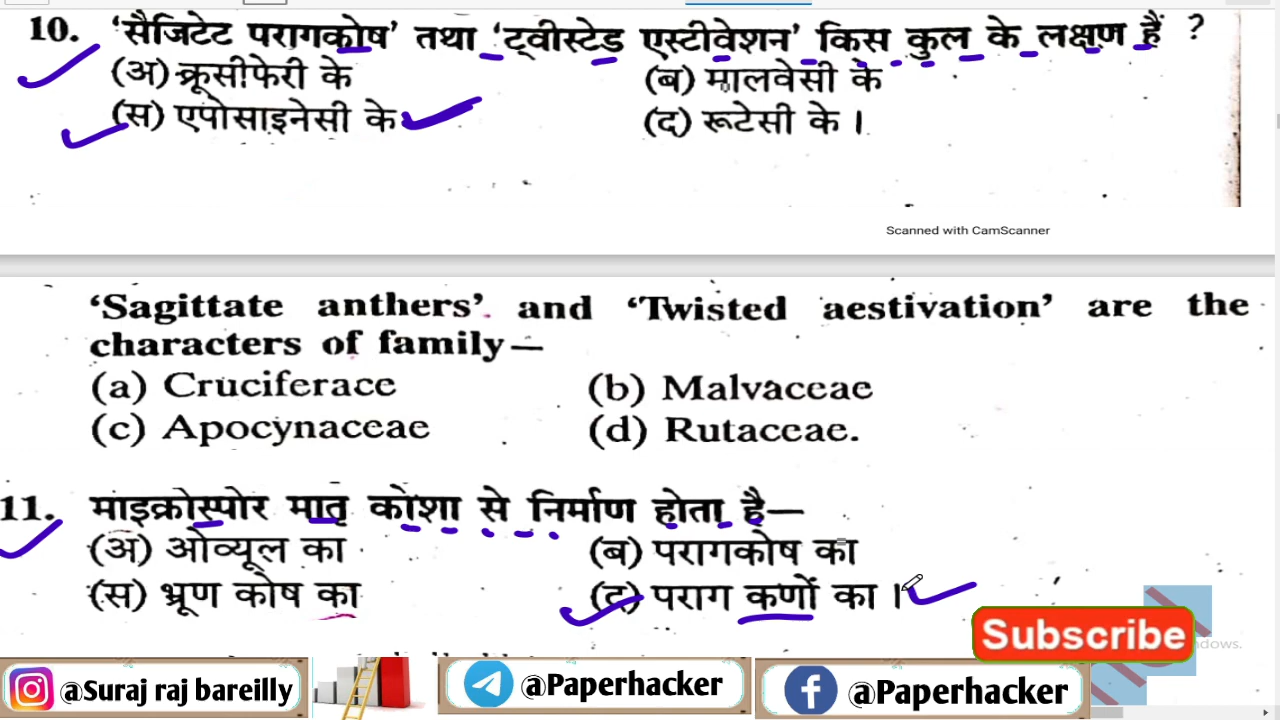 10. 'सैजिटेट परागकोष' तथा 'ट्वीस्टेड एस्टीवेशन' किस कुल के लक्षण हैं ?
(अ) क्रूसीफेरी के (ब) मालवेसी के
(स) एपोसाइनेसी के (द) रूटेसी के ।
Scanned with CamScanner
'Sagittate anthers' and 'Twisted aestivation' are the
characters of family—
(a) Cruciferace (b) Malvaceae
(c) Apocynaceae (d) Rutaceae.
11. माइक्रोस्पोर मातृ कोशा से निर्माण होता है—
(अ) ओव्यूल का (ब) परागकोष का
(स) भ्रूण कोष का (द) पराग कणों का ।
Subscribe
@Suraj raj bareilly @Paperhacker @Paperhacker